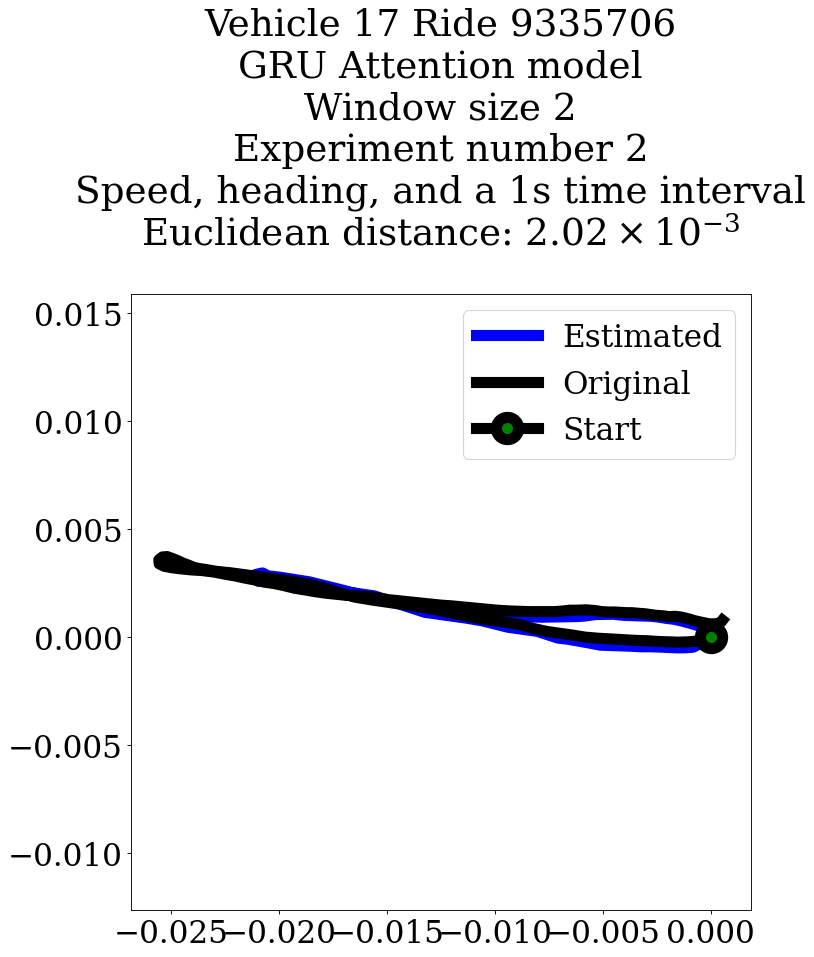 Vehicle 17 Ride 9335706
GRU Attention model
Window size 2
Experiment number 2
Speed, heading, and a 1s time interval
Euclidean distance: 2.02 × 10⁻³
0.015
Estimated
Original
0.010
Start
0.005
0.000
−0.005
−0.010
−0.025 −0.020 −0.015 −0.010 −0.005 0.000